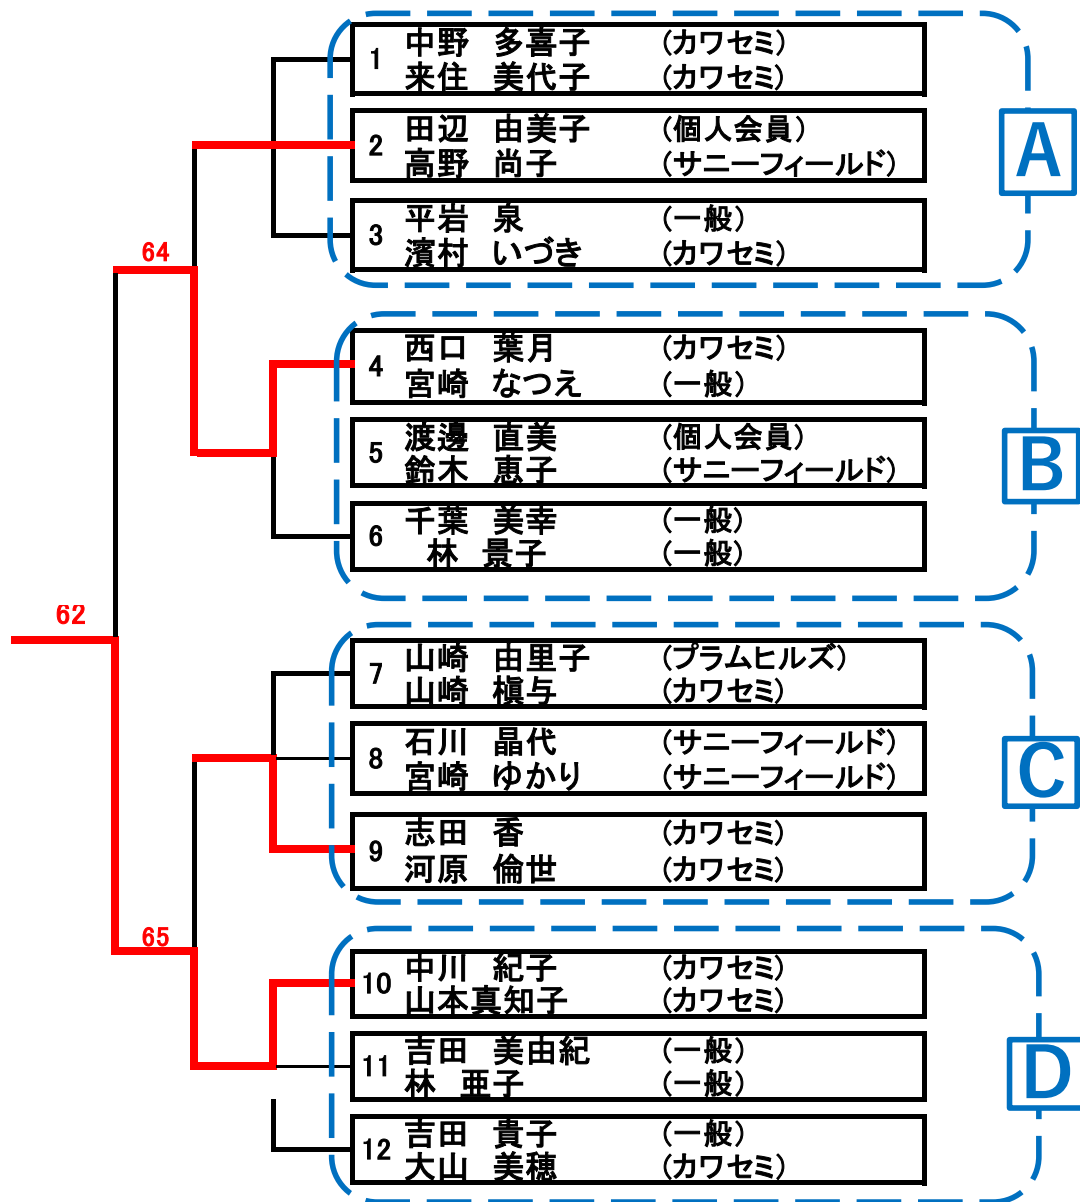 1 中野 多喜子 (カワセミ)
来住 美代子 (カワセミ)
A
2 田辺 由美子 (個人会員)
高野 尚子 (サニーフィールド)
3 平岩 泉 (一般)
濱村 いづき (カワセミ)
64
4 西口 葉月 (カワセミ)
宮崎 なつえ (一般)
B
5 渡邊 直美 (個人会員)
鈴木 恵子 (サニーフィールド)
6 千葉 美幸 (一般)
林 景子 (一般)
62
7 山崎 由里子 (プラムヒルズ)
山崎 槇与 (カワセミ)
C
8 石川 晶代 (サニーフィールド)
宮崎 ゆかり (サニーフィールド)
9 志田 香 (カワセミ)
河原 倫世 (カワセミ)
65
10 中川 紀子 (カワセミ)
山本真知子 (カワセミ)
D
11 吉田 美由紀 (一般)
林 亜子 (一般)
12 吉田 貴子 (一般)
大山 美穂 (カワセミ)